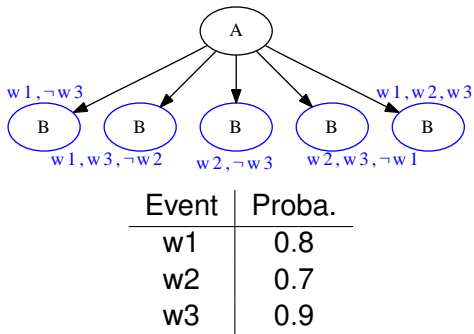 A
w1,¬w3
w1,w2,w3
B B B B B
w1,w3,¬w2
w2,¬w3
w2,w3,¬w1
Event Proba.
w1 0.8
w2 0.7
w3 0.9